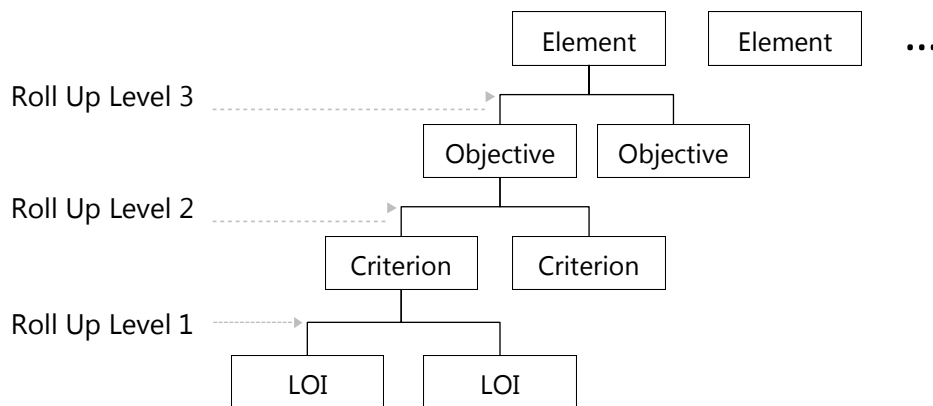 Element Element ...
Roll Up Level 3
Objective Objective
Roll Up Level 2
Criterion Criterion
Roll Up Level 1
LOI LOI